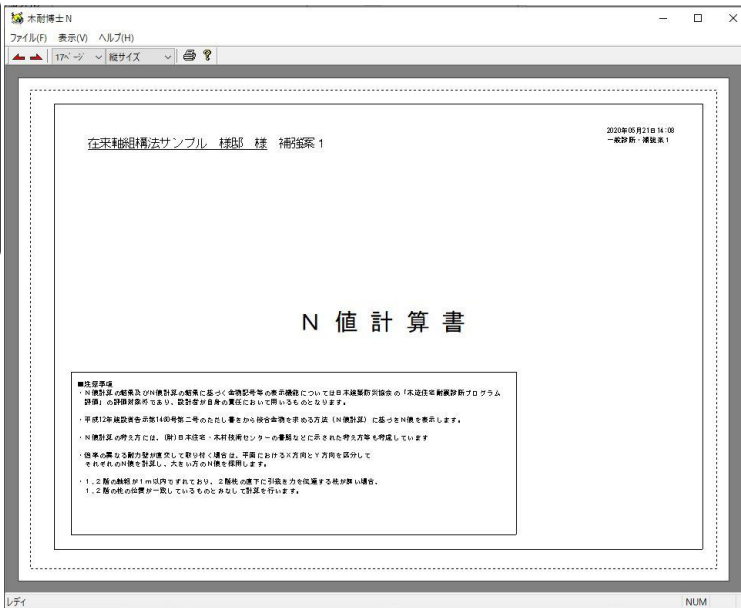 木耐博士N
ファイル(F) 表示(V) ヘルプ(H)
17ページ 縦サイズ
2020年05月21日 14:08
一般診断・補強案1
在来軸組構法サンプル 様邸 様 補強案1
N値計算書
■注意事項
・N値計算の結果及びN値計算の結果に基づく金物記号等の表示機能については日本建築防災協会の「木造住宅耐震診断プログラム
評価」の評価対象外であり、設計者が自身の責任において用いるものとなります。
・平成12年建設省告示第1460号第二号のただし書きから接合金物を求める方法(N値計算)に基づきN値を表示します。
・N値計算の考え方には、(財)日本住宅・木材技術センターの書籍などに示された考え方等も考慮しています
・倍率の異なる耐力壁が直交して取り付く場合は、平面におけるX方向とY方向を区分して
それぞれのN値を計算し、大きい方のN値を採用します。
・1,2階の軸組が1m以内でずれており、2階柱の直下に引抜き力を伝達する柱が無い場合、
1,2階の柱の位置が一致しているものとみなして計算を行います。
レディ
NUM